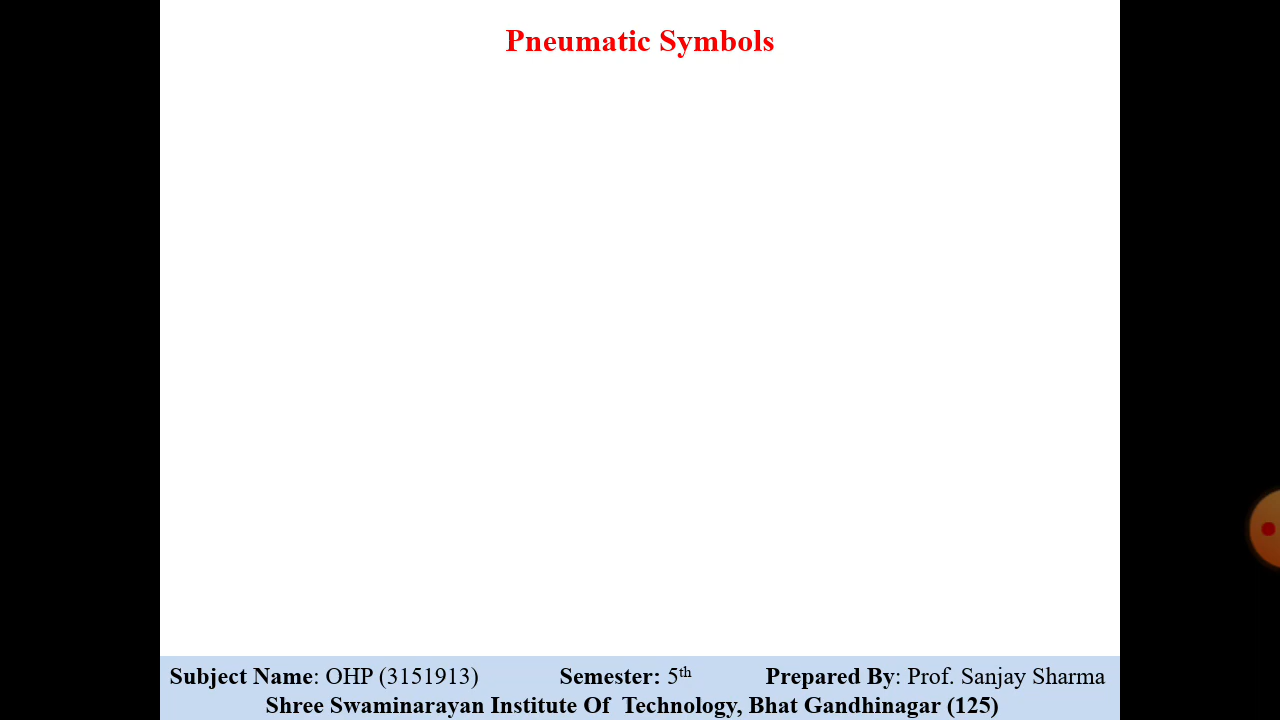 Pneumatic Symbols
Subject Name: OHP (3151913) Semester: 5th Prepared By: Prof. Sanjay Sharma
Shree Swaminarayan Institute Of  Technology, Bhat Gandhinagar (125)